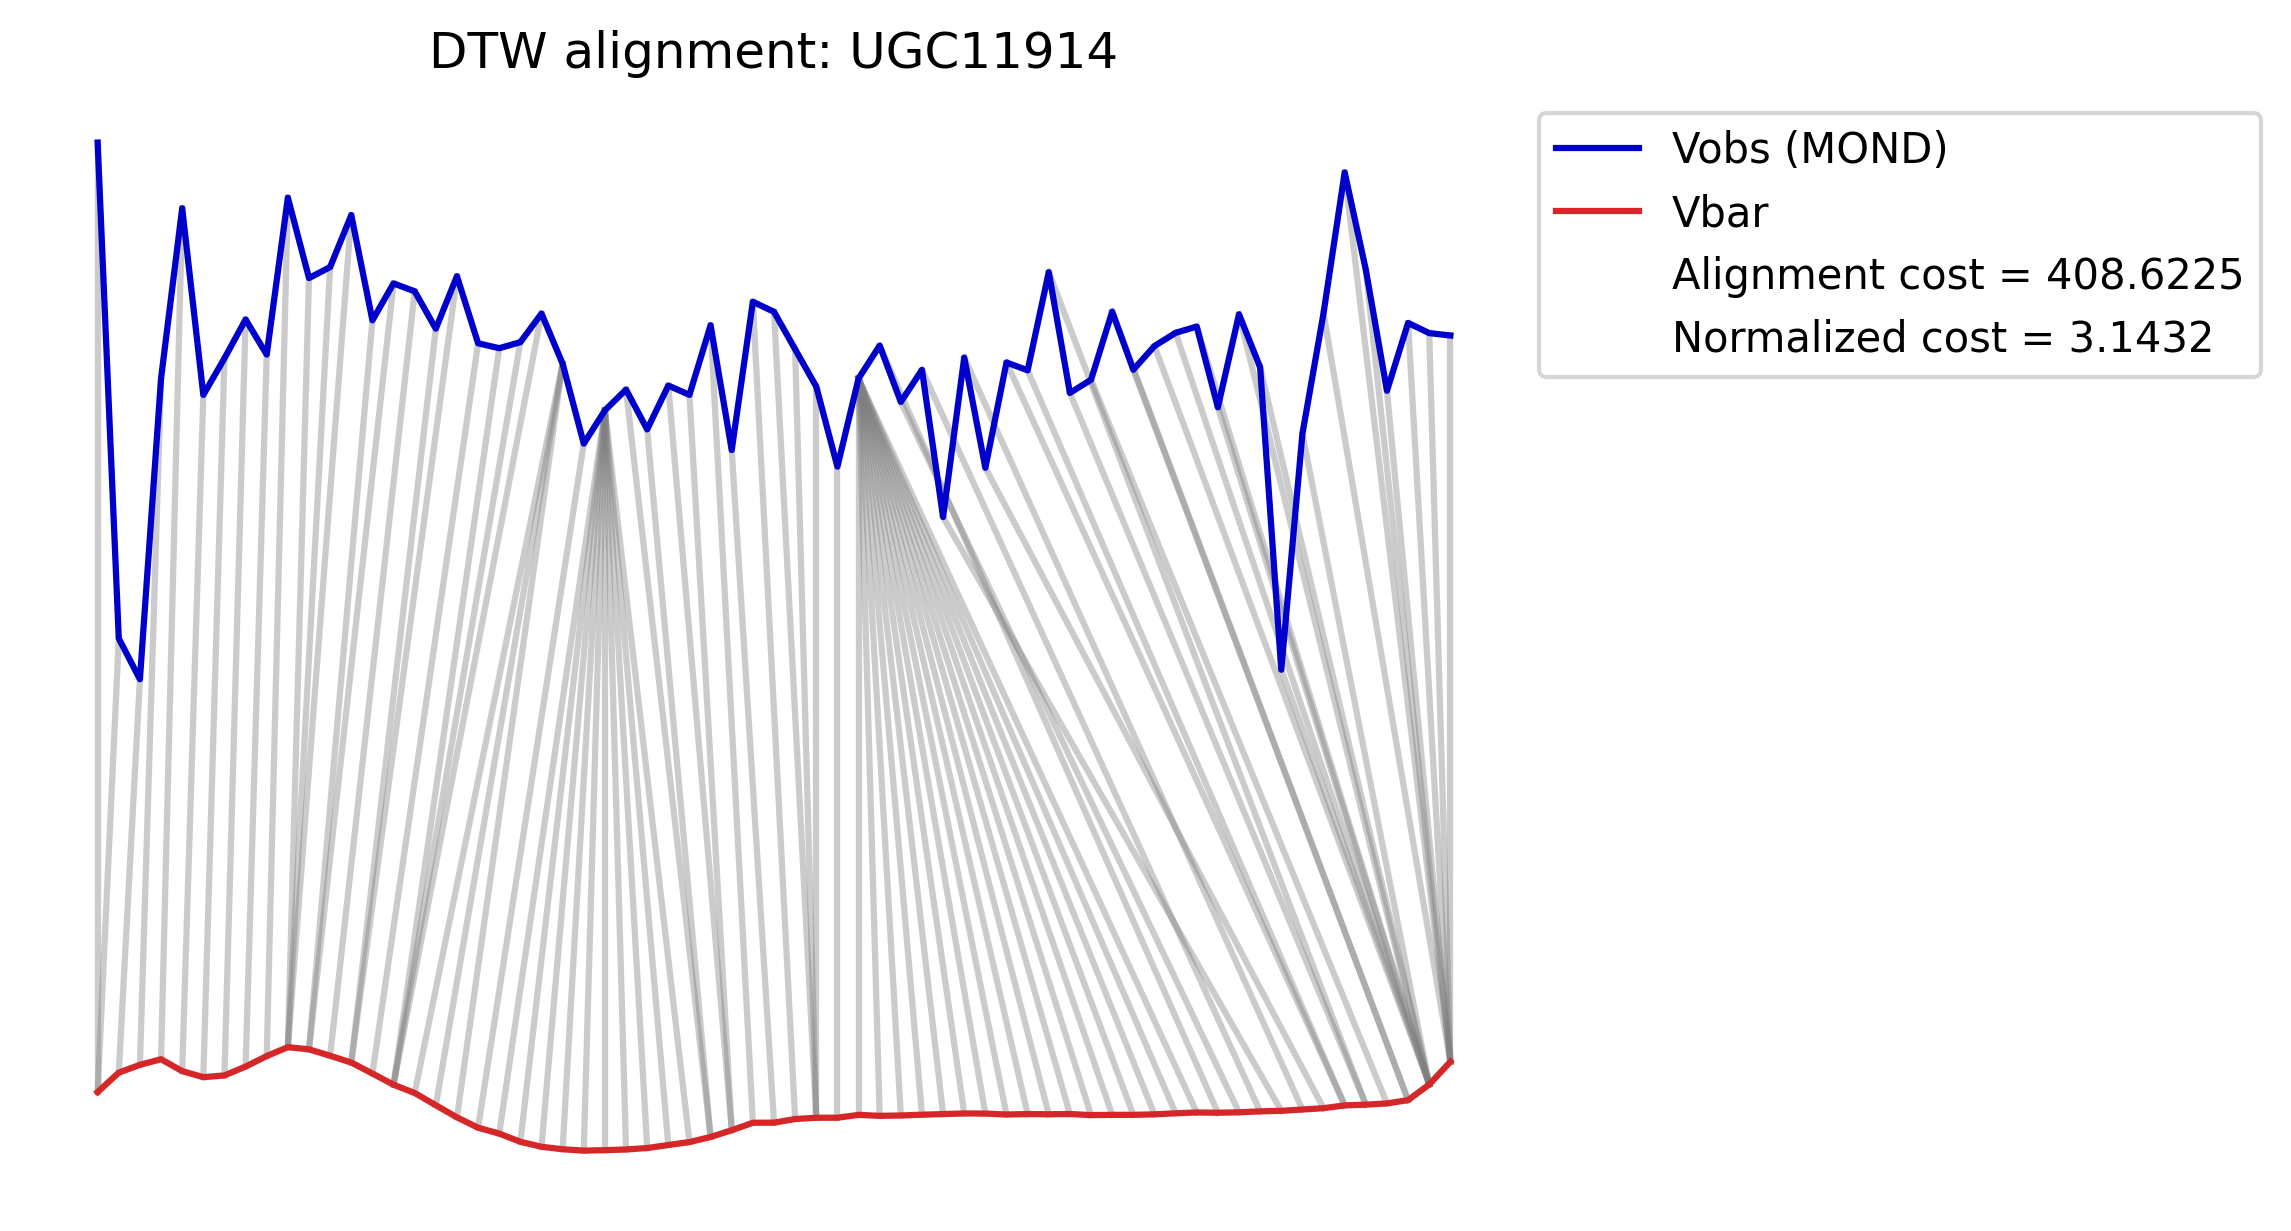 DTW alignment: UGC11914
Vobs (MOND)
Vbar
Alignment cost = 408.6225
Normalized cost = 3.1432